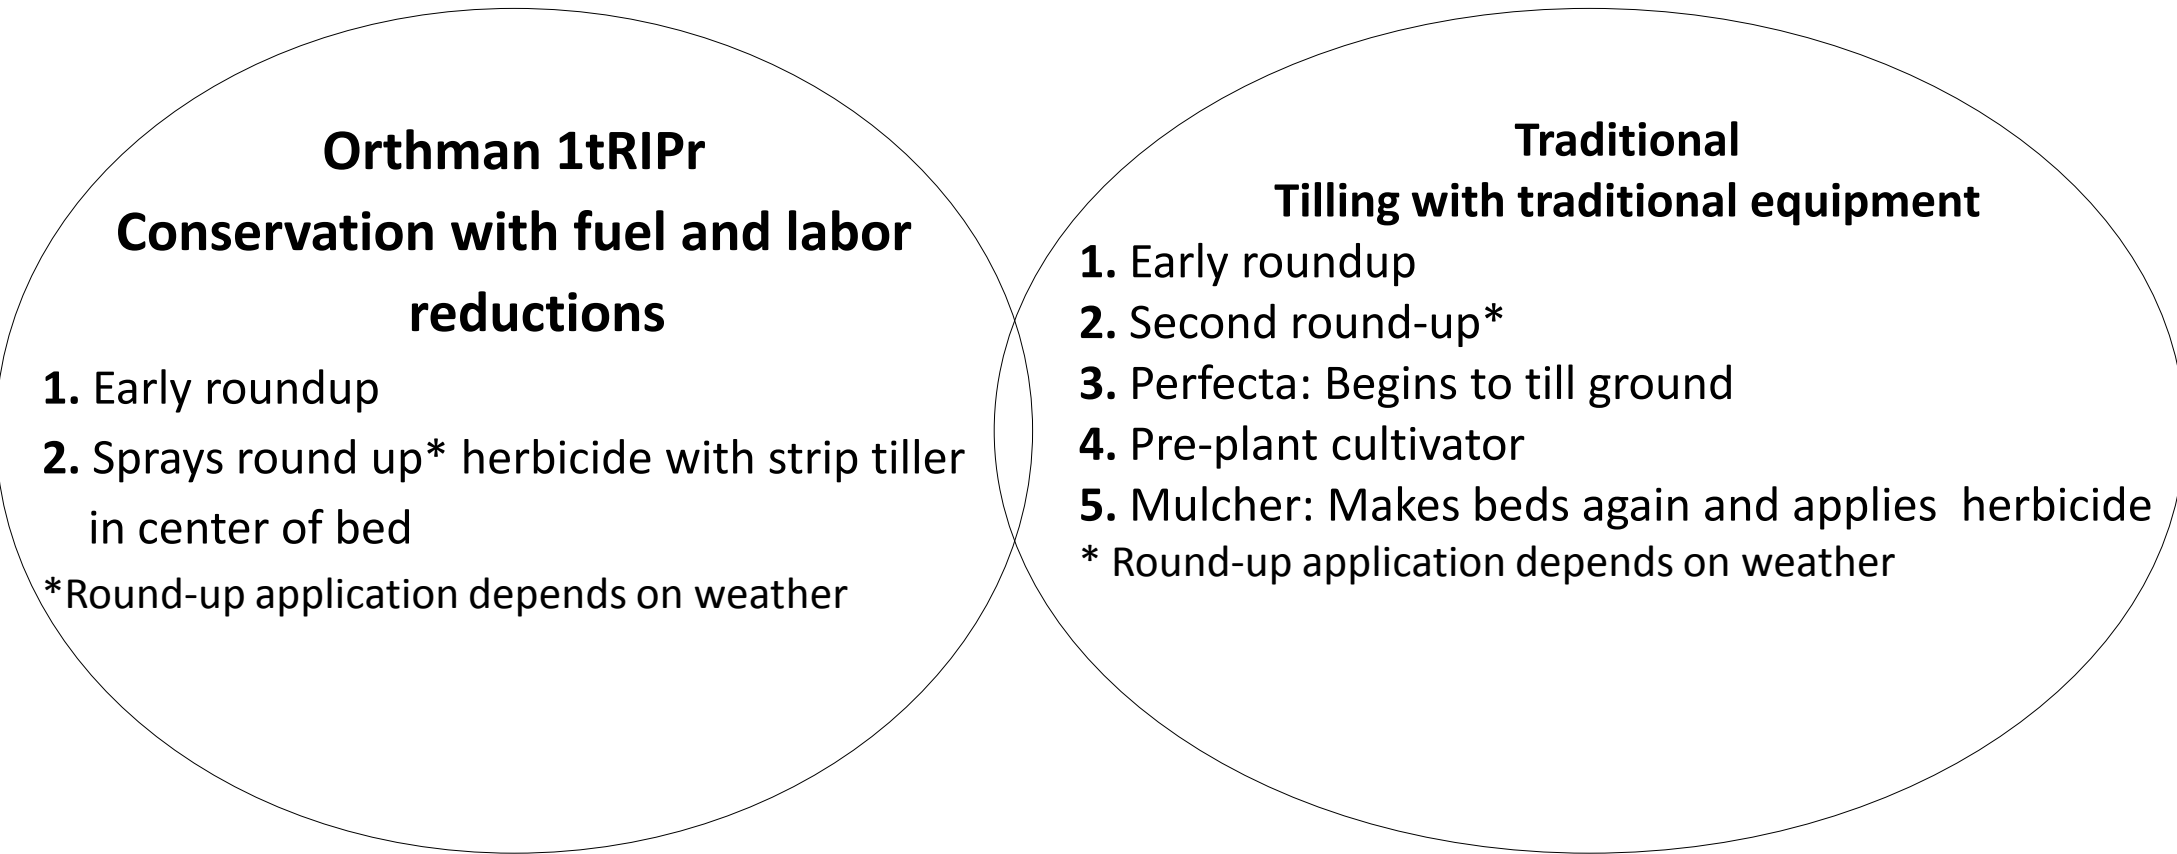 Orthman 1tRIPr
Conservation with fuel and labor
reductions
1. Early roundup
2. Sprays round up* herbicide with strip tiller
in center of bed
*Round-up application depends on weather
Traditional
Tilling with traditional equipment
1. Early roundup
2. Second round-up*
3. Perfecta: Begins to till ground
4. Pre-plant cultivator
5. Mulcher: Makes beds again and applies  herbicide
* Round-up application depends on weather